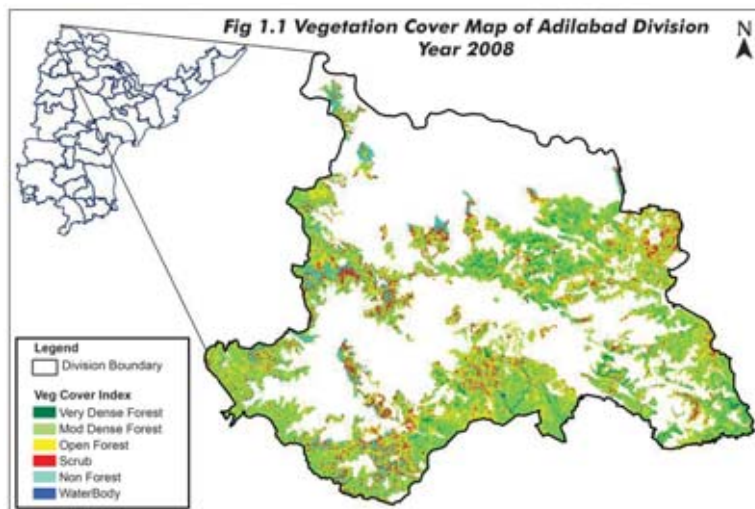 Fig 1.1 Vegetation Cover Map of Adilabad Division
Year 2008
N
Legend
Division Boundary
Veg Cover Index
Very Dense Forest
Mod Dense Forest
Open Forest
Scrub
Non Forest
WaterBody